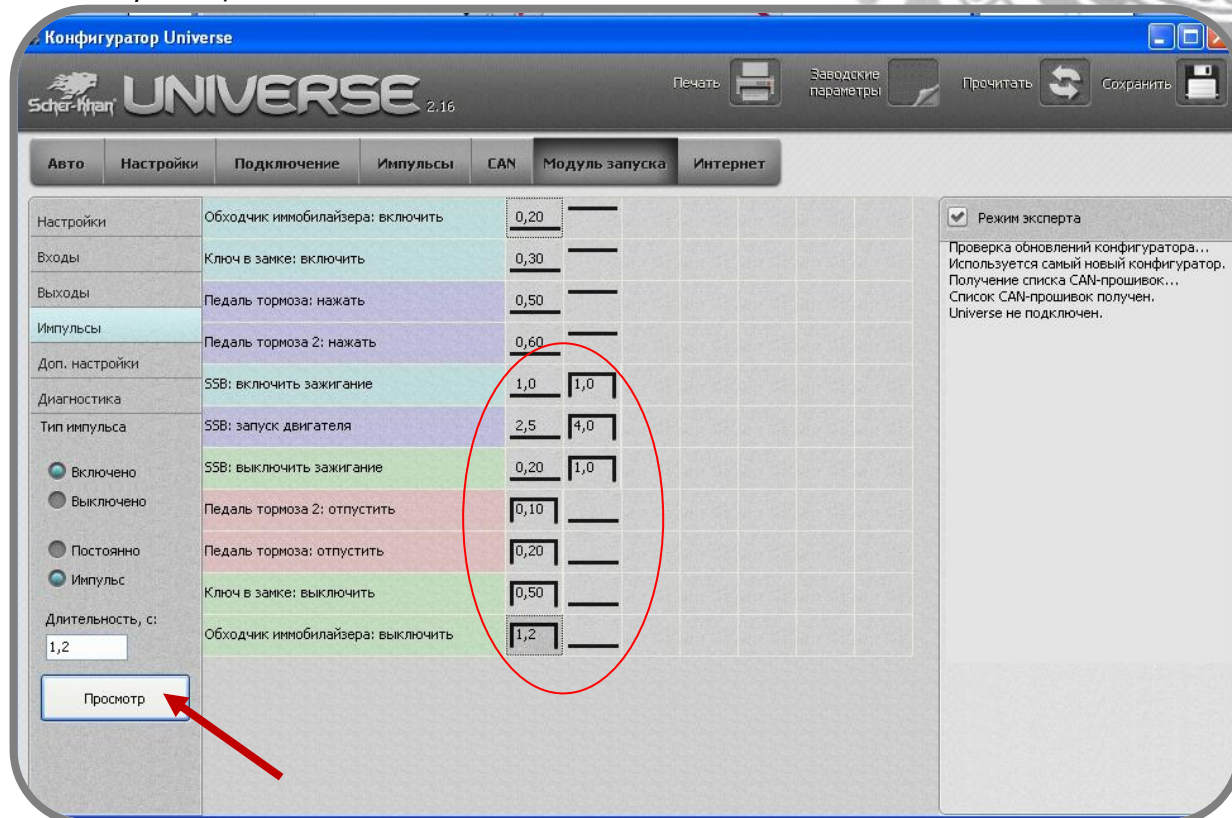 Конфигуратор Universe
Scher-Khan UNIVERSE 2.16
Печать
Заводские параметры
Прочитать
Сохранить
Авто Настройки Подключение Импульсы CAN Модуль запуска Интернет
Настройки
Входы
Выходы
Импульсы
Доп. настройки
Диагностика
Тип импульса
Включено
Выключено
Постоянно
Импульс
Длительность, с:
1,2
Просмотр
Обходчик иммобилайзера: включить 0,20
Ключ в замке: включить 0,30
Педаль тормоза: нажать 0,50
Педаль тормоза 2: нажать 0,60
SSB: включить зажигание 1,0 1,0
SSB: запуск двигателя 2,5 4,0
SSB: выключить зажигание 0,20 1,0
Педаль тормоза 2: отпустить 0,10
Педаль тормоза: отпустить 0,20
Ключ в замке: выключить 0,50
Обходчик иммобилайзера: выключить 1,2
Режим эксперта
Проверка обновлений конфигуратора...
Используется самый новый конфигуратор.
Получение списка CAN-прошивок...
Список CAN-прошивок получен.
Universe не подключен.